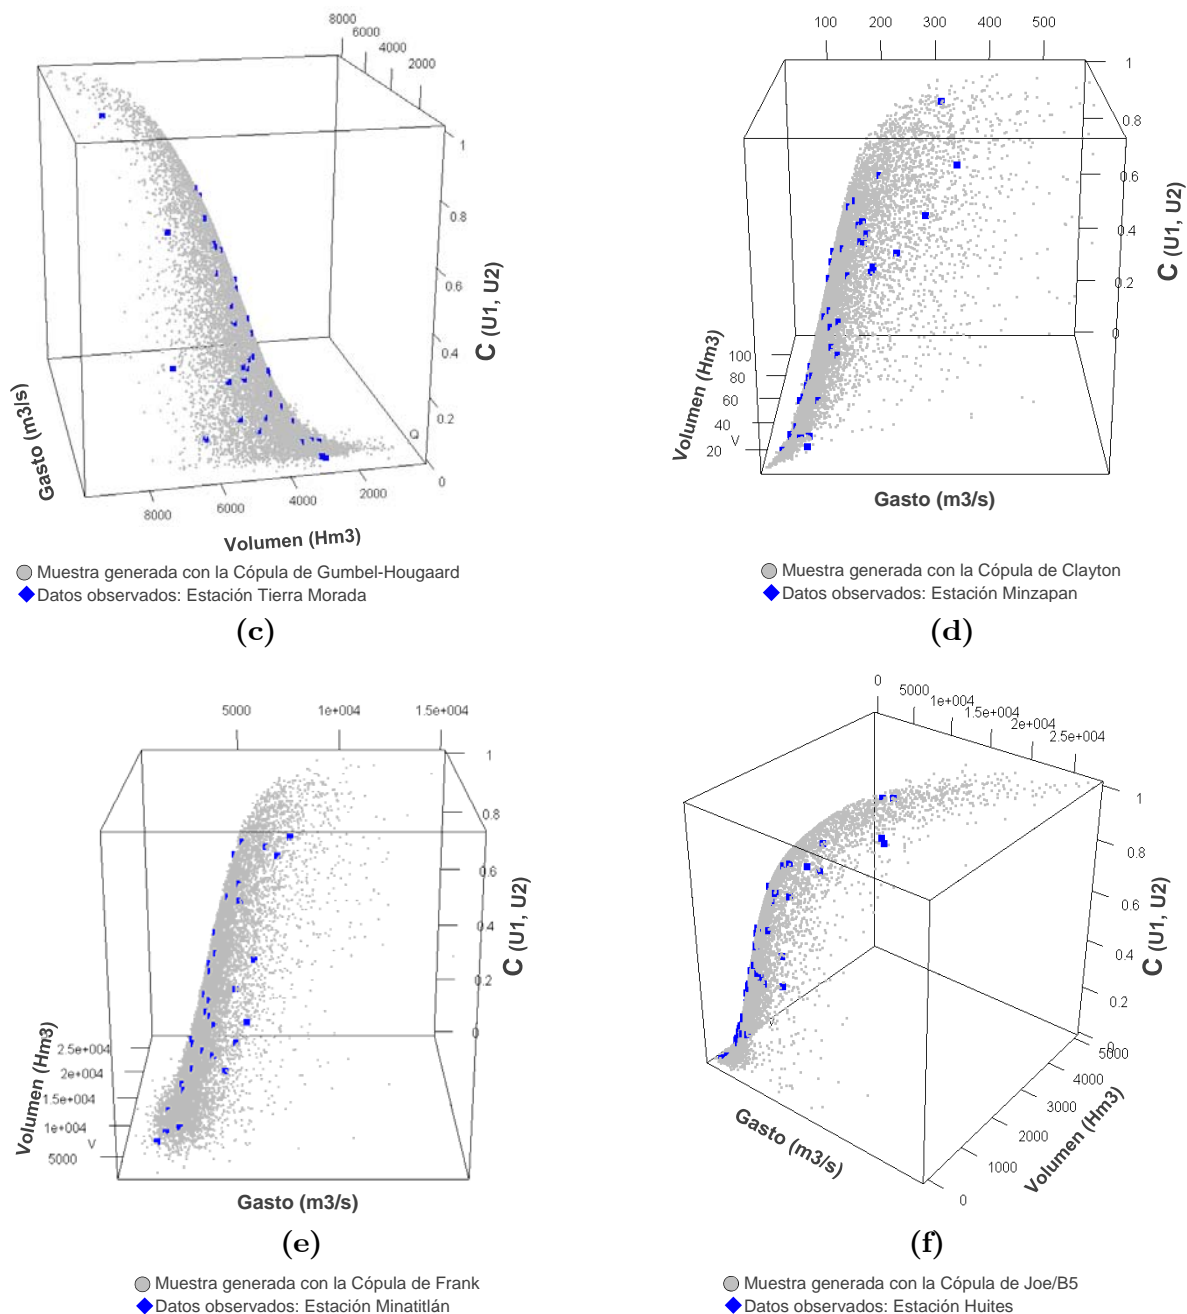 8000
6000
4000
2000
1
0.8
0.6
0.4
0.2
0
C (U1, U2)
Gasto (m3/s)
Q
8000
6000
4000
2000
Volumen (Hm3)
Muestra generada con la Cópula de Gumbel-Hougaard
Datos observados: Estación Tierra Morada
(c)
100
200
300
400
500
1
0.8
0.6
0.4
0.2
0
C (U1, U2)
Volumen (Hm3)
100
80
60
40
V
20
Gasto (m3/s)
Muestra generada con la Cópula de Clayton
Datos observados: Estación Minzapan
(d)
5000
1e+004
1.5e+004
1
0.8
0.6
0.4
0.2
0
C (U1, U2)
Volumen (Hm3)
2.5e+004
2e+004
1.5e+004
1e+004
V
5000
Gasto (m3/s)
(e)
Muestra generada con la Cópula de Frank
Datos observados: Estación Minatitlán
0
5000
1e+004
1.5e+004
2e+004
2.5e+004
1
0.8
0.6
0.4
0.2
0
C (U1, U2)
V
5000
4000
3000
2000
1000
0
Volumen (Hm3)
Gasto (m3/s)
(f)
Muestra generada con la Cópula de Joe/B5
Datos observados: Estación Huites